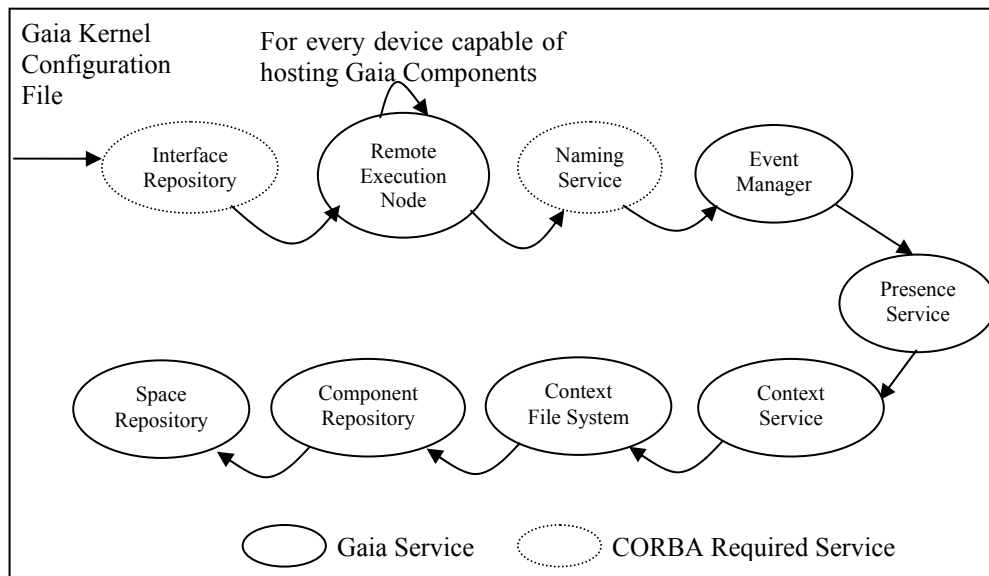 Gaia Kernel
Configuration
File
For every device capable of
hosting Gaia Components
Interface
Repository
Remote
Execution
Node
Naming
Service
Event
Manager
Presence
Service
Space
Repository
Component
Repository
Context
File System
Context
Service
Gaia Service
CORBA Required Service